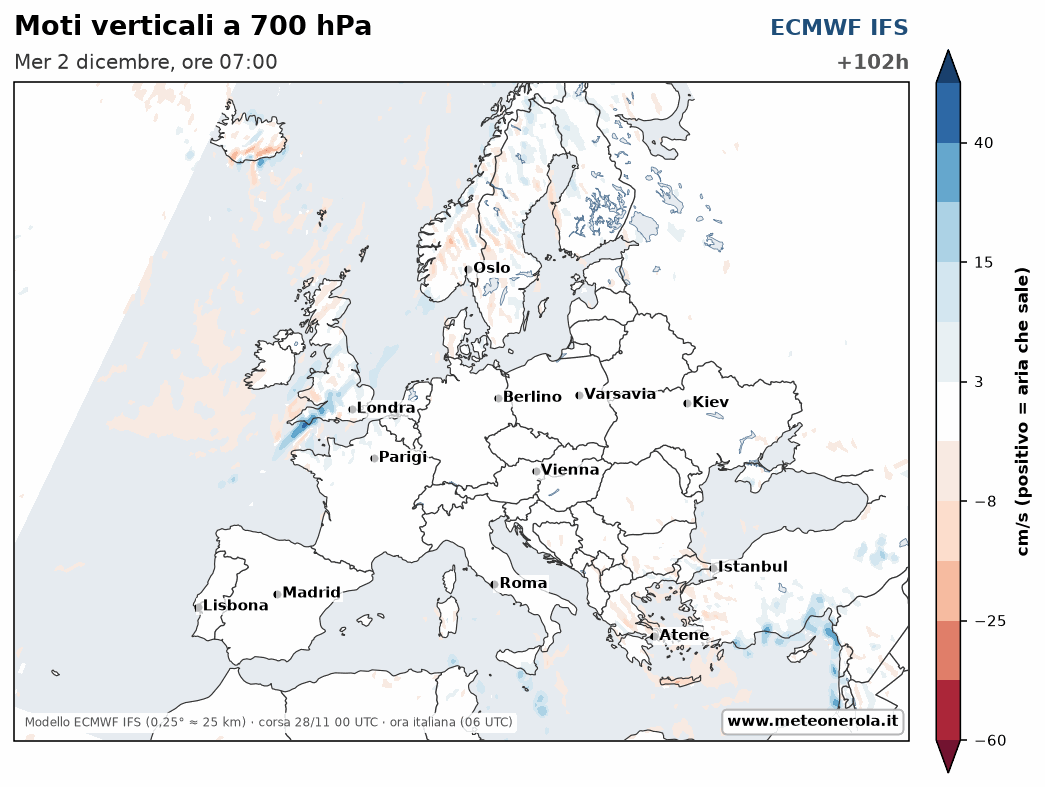 Moti verticali a 700 hPa
ECMWF IFS
Mer 2 dicembre, ore 07:00
+102h
40
15
3
−8
−25
−60
cm/s (positivo = aria che sale)
Oslo
Londra
Berlino
Varsavia
Kiev
Parigi
Vienna
Istanbul
Roma
Madrid
Lisbona
Atene
Modello ECMWF IFS (0,25° ≈ 25 km) · corsa 28/11 00 UTC · ora italiana (06 UTC)
www.meteonerola.it